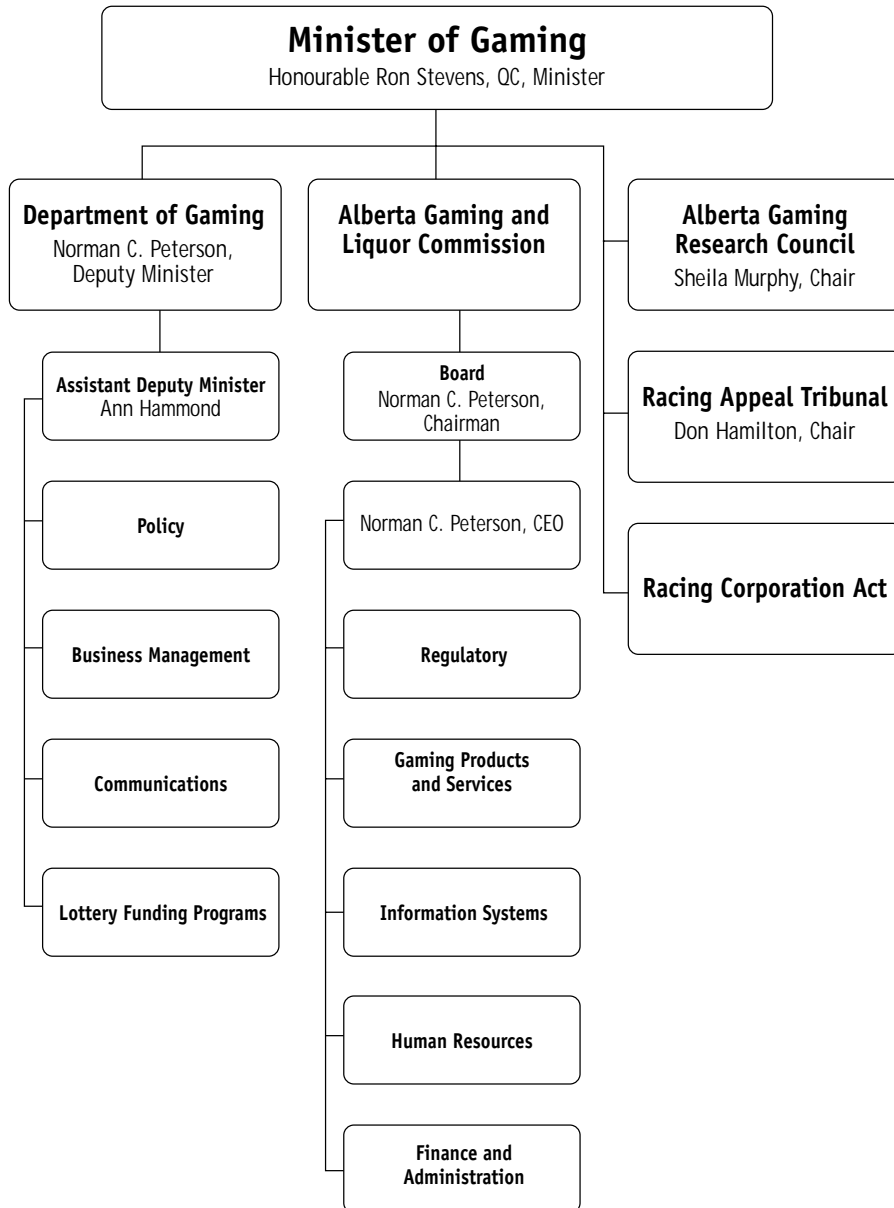 Minister of Gaming
Honourable Ron Stevens, QC, Minister
Department of Gaming
Norman C. Peterson,
Deputy Minister
Alberta Gaming and
Liquor Commission
Alberta Gaming
Research Council
Sheila Murphy, Chair
Assistant Deputy Minister
Ann Hammond
Board
Norman C. Peterson,
Chairman
Racing Appeal Tribunal
Don Hamilton, Chair
Policy
Norman C. Peterson, CEO
Racing Corporation Act
Business Management
Regulatory
Communications
Gaming Products
and Services
Lottery Funding Programs
Information Systems
Human Resources
Finance and
Administration